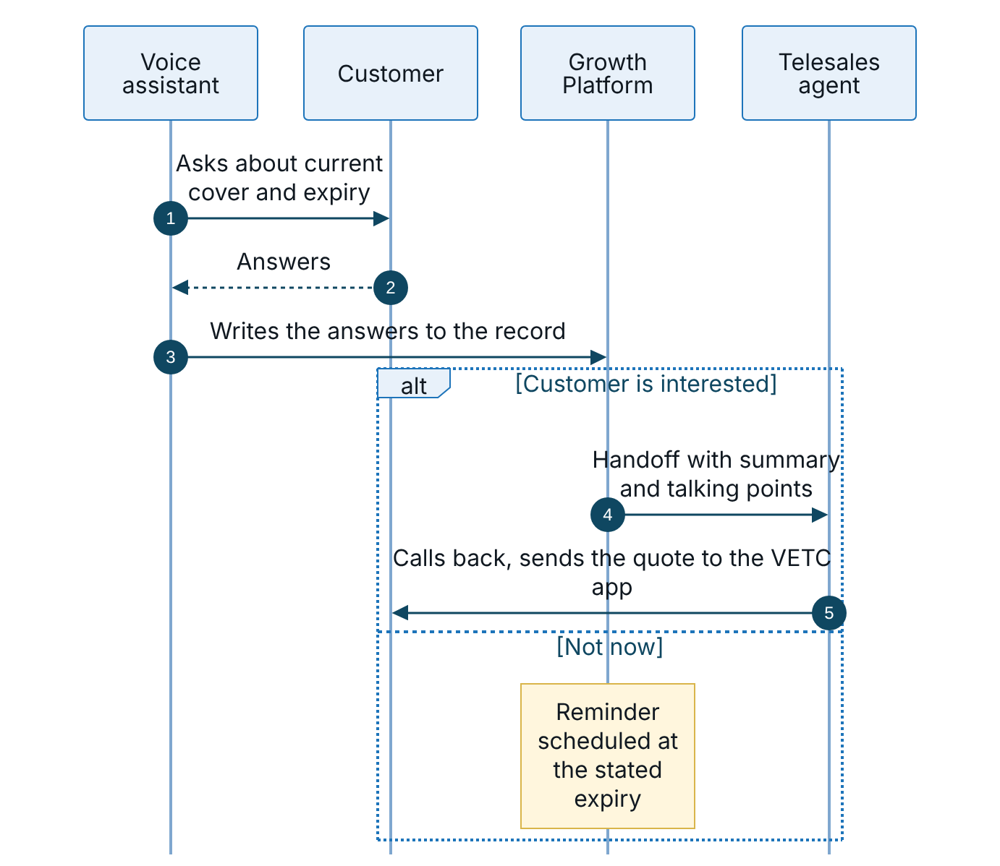 Voice
assistant
Customer
Growth
Platform
Telesales
agent
Asks about current
cover and expiry
1
Answers
2
Writes the answers to the record
3
alt
[Customer is interested]
Handoff with summary
and talking points
4
Calls back, sends the quote to the VETC
app
5
[Not now]
Reminder
scheduled at
the stated
expiry